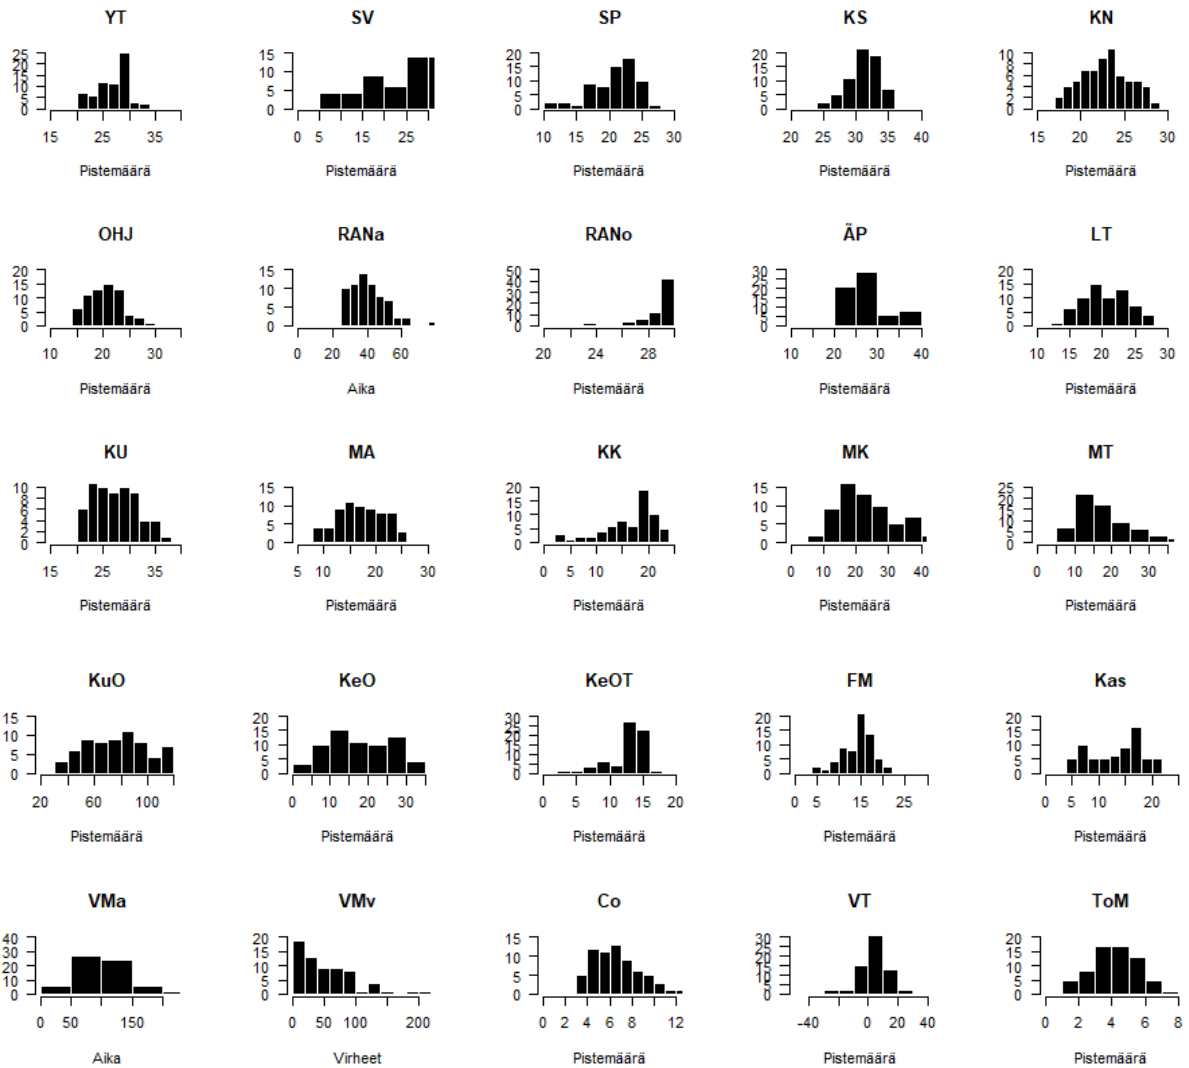 YT SV SP KS KN
25 20 15 10 5 0 15 10 5 0 20 15 10 5 0 20 15 10 5 0 10 8 6 4 2 0
15 25 35 0 5 15 25 10 15 20 25 30 20 25 30 35 40 15 20 25 30
Pistemäärä Pistemäärä Pistemäärä Pistemäärä Pistemäärä
OHJ RANa RANo ÄP LT
20 15 10 5 0 15 10 5 0 50 40 30 20 10 0 30 25 20 15 10 5 0 20 15 10 5 0
10 20 30 0 20 40 60 20 24 28 10 20 30 40 10 15 20 25 30
Pistemäärä Aika Pistemäärä Pistemäärä Pistemäärä
KU MA KK MK MT
10 8 6 4 2 0 15 10 5 0 20 15 10 5 0 15 10 5 0 25 20 15 10 5 0
15 25 35 5 10 20 30 0 5 10 20 0 10 20 30 40 0 10 20 30
Pistemäärä Pistemäärä Pistemäärä Pistemäärä Pistemäärä
KuO KeO KeOT FM Kas
15 10 5 0 20 15 10 5 0 30 25 20 15 10 5 0 20 15 10 5 0 20 15 10 5 0
20 60 100 0 10 20 30 0 5 10 15 20 0 5 15 25 0 5 10 20
Pistemäärä Pistemäärä Pistemäärä Pistemäärä Pistemäärä
VMa VMv Co VT ToM
40 30 20 10 0 20 15 10 5 0 15 10 5 0 30 20 15 10 5 0 20 15 10 5 0
0 50 150 0 50 100 200 0 2 4 6 8 12 -40 0 20 40 0 2 4 6 8
Aika Virheet Pistemäärä Pistemäärä Pistemäärä